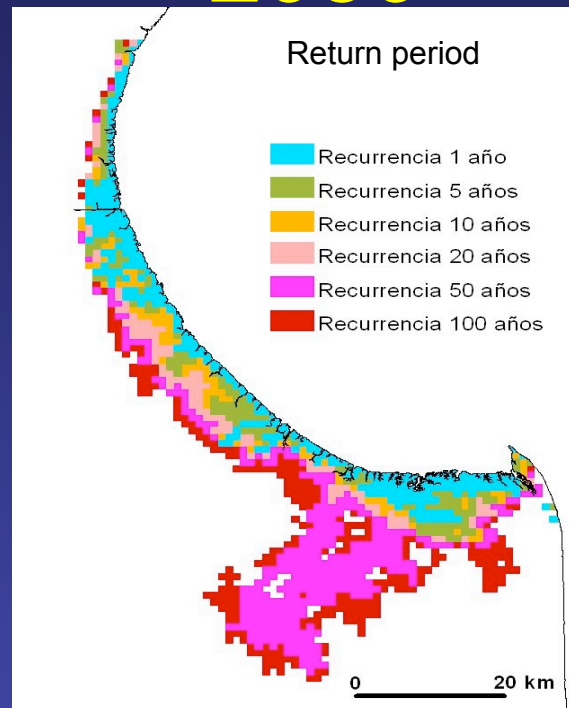 Return period
Recurrencia 1 año
Recurrencia 5 años
Recurrencia 10 años
Recurrencia 20 años
Recurrencia 50 años
Recurrencia 100 años
0 20 km